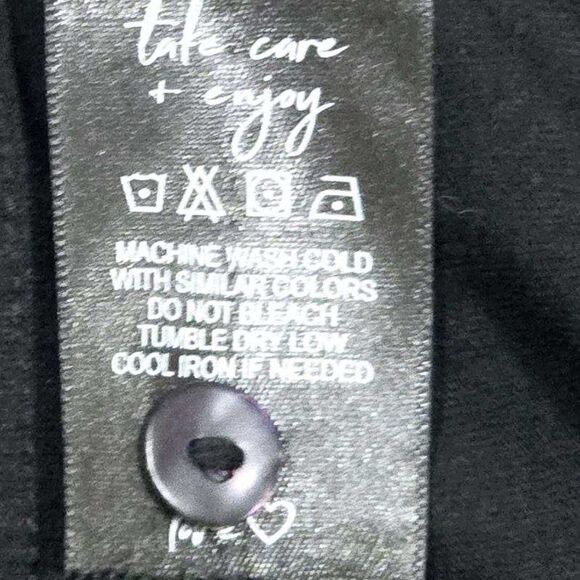 take care
+ enjoy
MACHINE WASH COLD
WITH SIMILAR COLORS
DO NOT BLEACH
TUMBLE DRY LOW
COOL IRON IF NEEDED